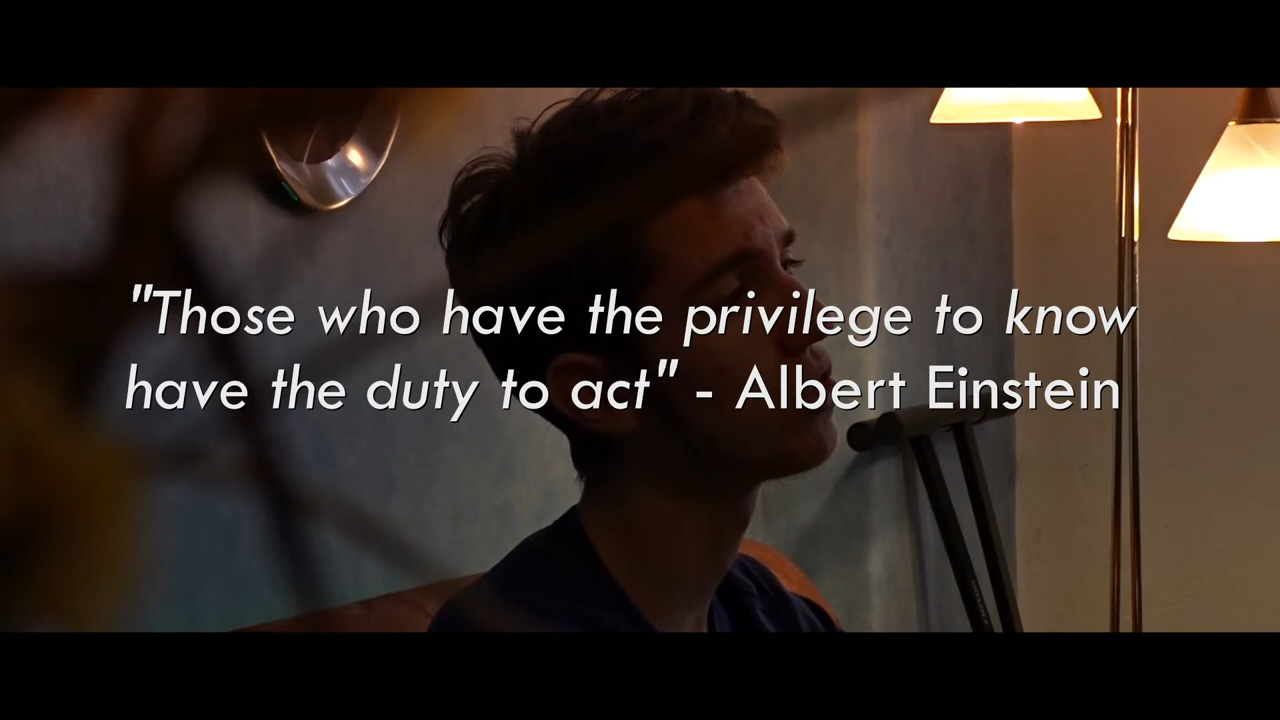 "Those who have the privilege to know
have the duty to act" - Albert Einstein